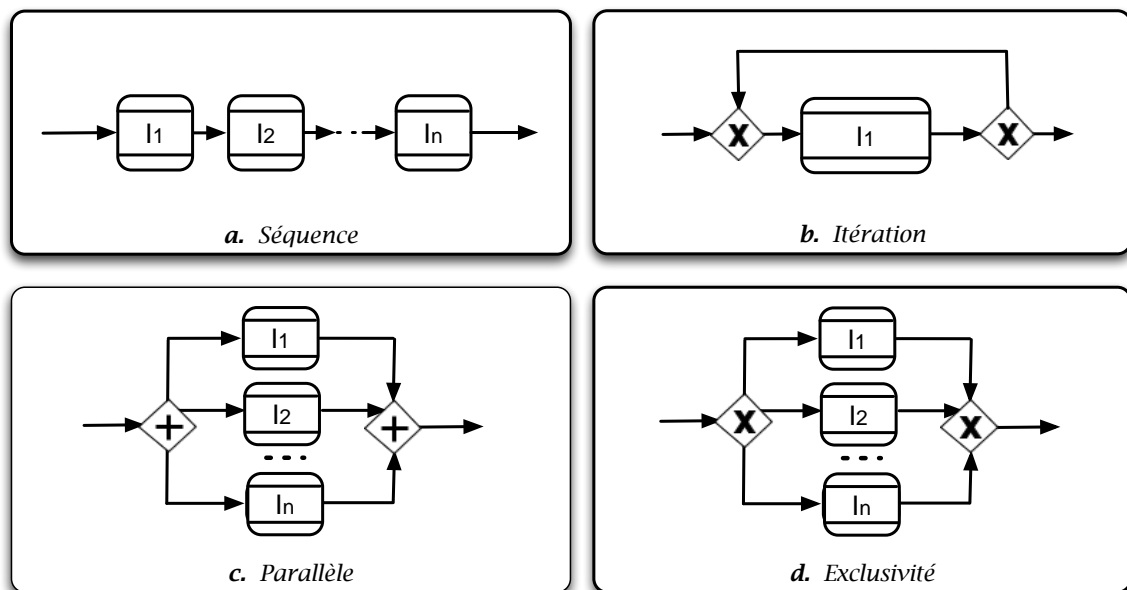 I1 I2 In
a. Séquence
X I1 X
b. Itération
I1
+ I2 +
In
c. Parallèle
I1
X I2 X
In
d. Exclusivité